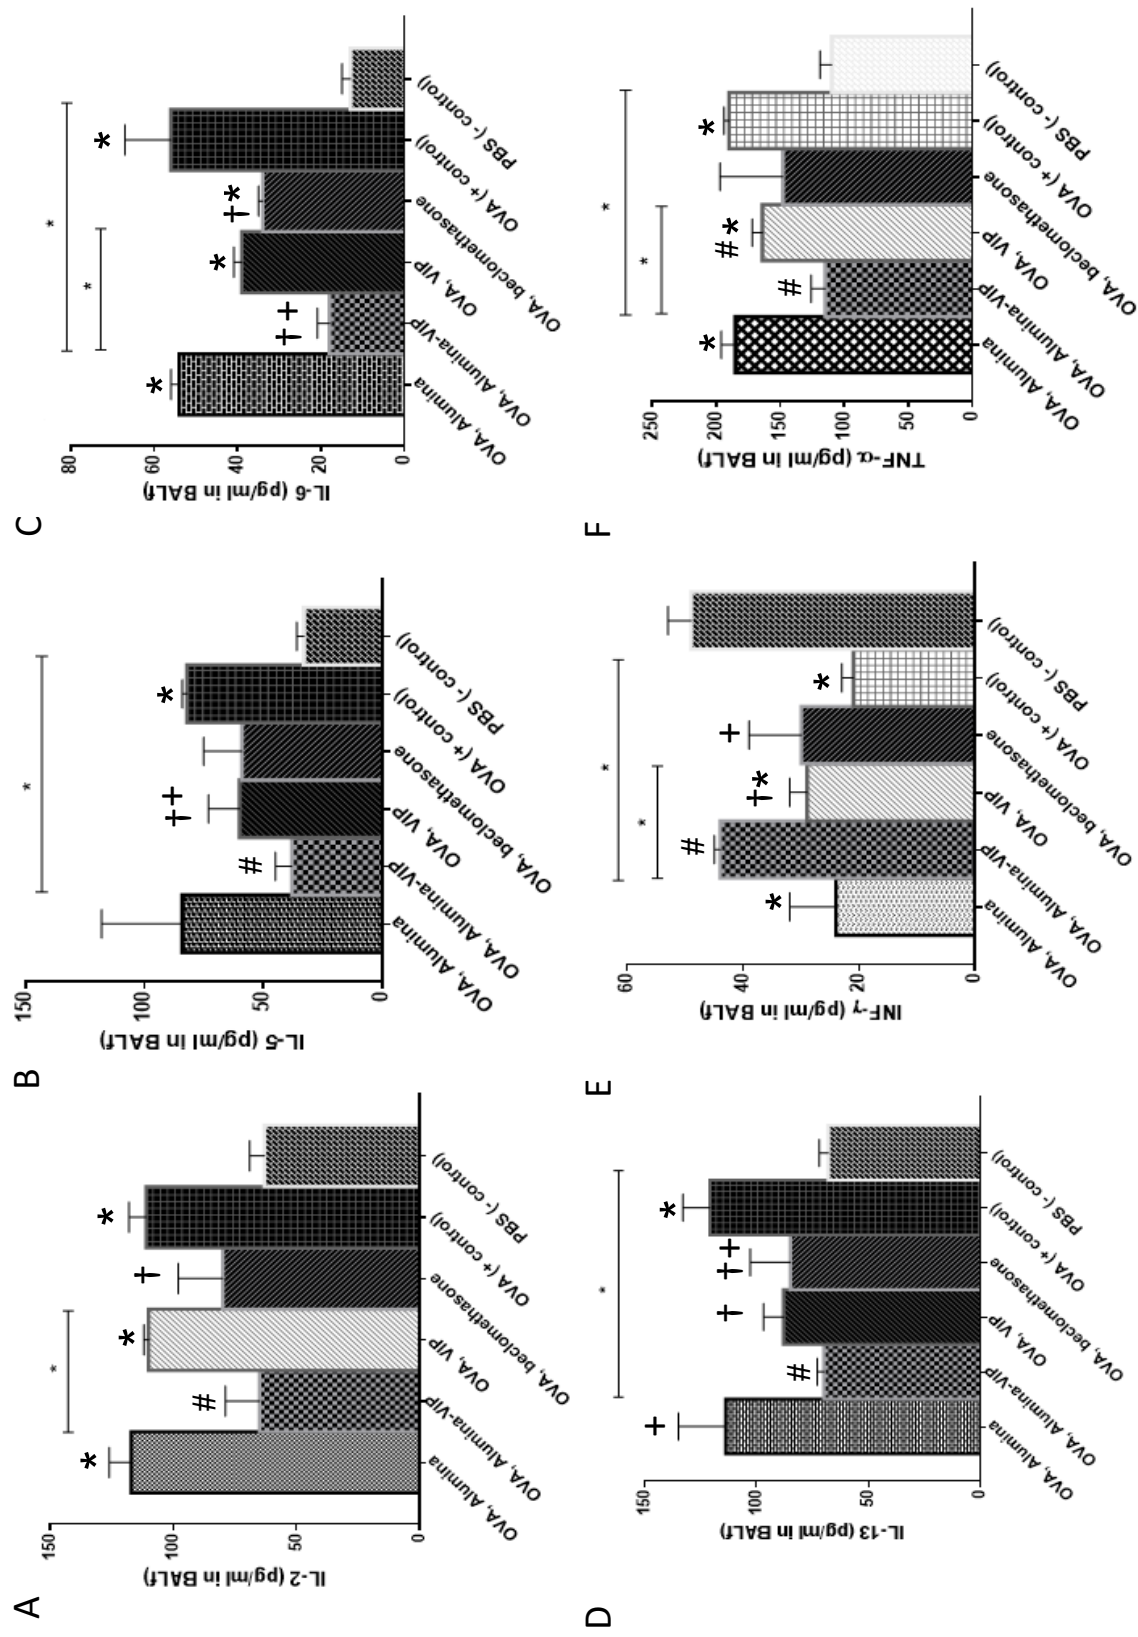 A
IL-2 (pg/ml in BALf)
150
100
50
0
*
#
*
†
*
*
OVA, Alumina
OVA, Alumina-VIP
OVA, VIP
OVA, beclomethasone
OVA (+ control)
PBS (- control)
B
IL-5 (pg/ml in BALf)
150
100
50
0
*
#
† +
*
OVA, Alumina
OVA, Alumina-VIP
OVA, VIP
OVA, beclomethasone
OVA (+ control)
PBS (- control)
C
IL-6 (pg/ml in BALf)
80
60
40
20
0
*
*
*
† +
*
† *
*
OVA, Alumina
OVA, Alumina-VIP
OVA, VIP
OVA, beclomethasone
OVA (+ control)
PBS (- control)
D
IL-13 (pg/ml in BALf)
150
100
50
0
*
+
#
†
† +
*
OVA, Alumina
OVA, Alumina-VIP
OVA, VIP
OVA, beclomethasone
OVA (+ control)
PBS (- control)
E
INF-γ (pg/ml in BALf)
60
40
20
0
*
*
*
#
† *
+
*
OVA, Alumina
OVA, Alumina-VIP
OVA, VIP
OVA, beclomethasone
OVA (+ control)
PBS (- control)
F
TNF-α (pg/ml in BALf)
250
200
150
100
50
0
*
*
*
#
# *
*
OVA, Alumina
OVA, Alumina-VIP
OVA, VIP
OVA, beclomethasone
OVA (+ control)
PBS (- control)